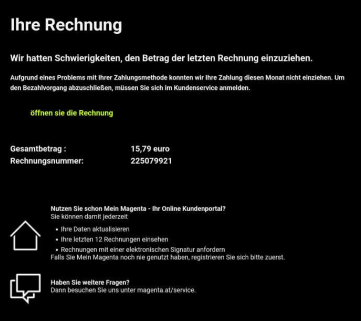 Ihre Rechnung
Wir hatten Schwierigkeiten, den Betrag der letzten Rechnung einzuziehen.
Aufgrund eines Problems mit Ihrer Zahlungsmethode konnten wir Ihre Zahlung diesen Monat nicht einziehen. Um
den Bezahlvorgang abzuschließen, müssen Sie sich im Kundenservice anmelden.
öffnen sie die Rechnung
Gesamtbetrag : 15,79 euro
Rechnungsnummer: 225079921
Nutzen Sie schon Mein Magenta - Ihr Online Kundenportal?
Sie können damit jederzeit
• Ihre Daten aktualisieren
• Ihre letzten 12 Rechnungen einsehen
• Rechnungen mit einer elektronischen Signatur anfordern
Falls Sie Mein Magenta noch nie genutzt haben, registrieren Sie sich bitte zuerst.
Haben Sie weitere Fragen?
Dann besuchen Sie uns unter magenta.at/service.